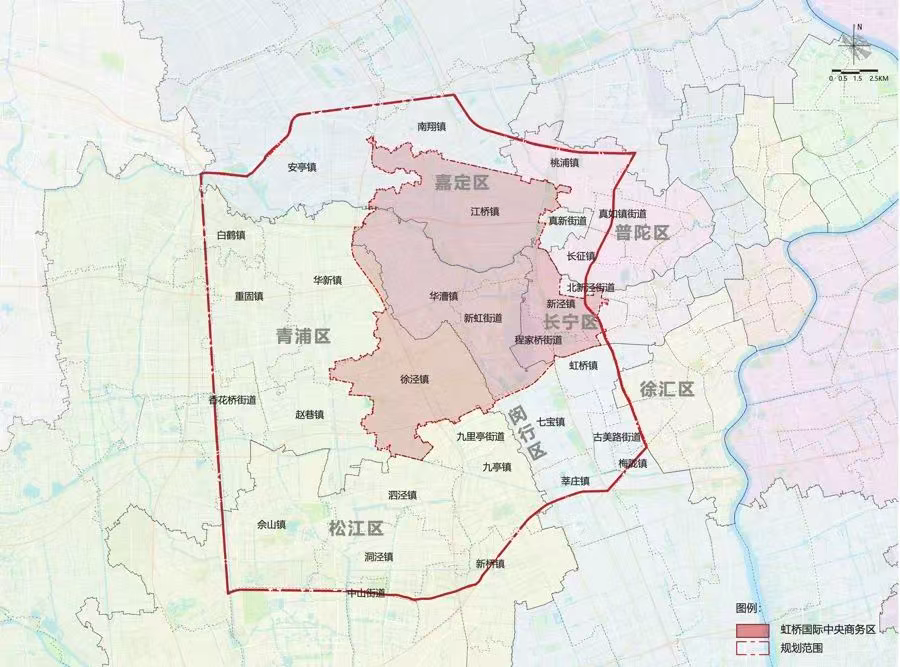 N
0 0.5 1.5 2.5KM
南翔镇
桃浦镇
安亭镇
嘉定区
江桥镇
真新街道
真如镇街道
普陀区
白鹤镇
长征镇
华新镇
北新泾街道
重固镇
华漕镇
新泾镇
新虹街道
长宁区
青浦区
程家桥街道
虹桥镇
徐泾镇
徐汇区
香花桥街道
赵巷镇
闵行区
七宝镇
九里亭街道
古美路街道
九亭镇
梅陇镇
莘庄镇
泗泾镇
佘山镇
松江区
洞泾镇
新桥镇
中山街道
图例：
虹桥国际中央商务区
规划范围